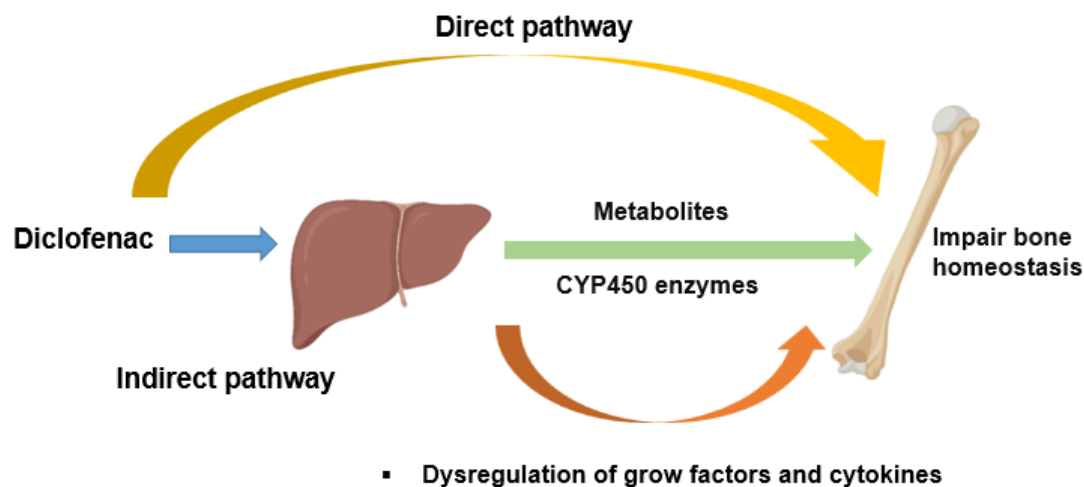 Direct pathway
Diclofenac
Metabolites
CYP450 enzymes
Impair bone
homeostasis
Indirect pathway
▪ Dysregulation of grow factors and cytokines